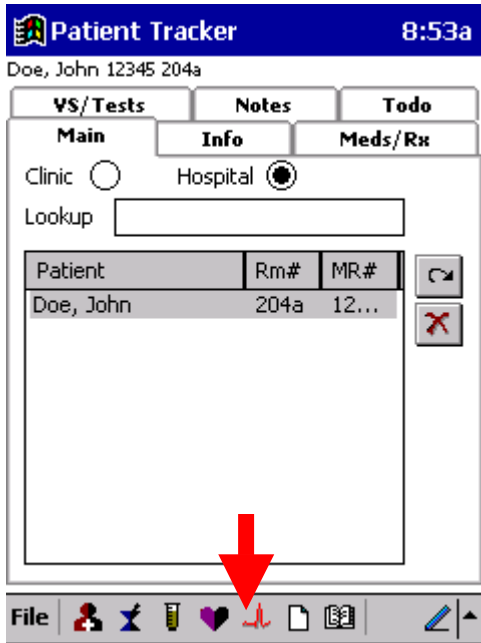 Patient Tracker 8:53a
Doe, John 12345 204a
VS/Tests Notes Todo
Main Info Meds/Rx
Clinic Hospital
Lookup
Patient Rm# MR#
Doe, John 204a 12...
File